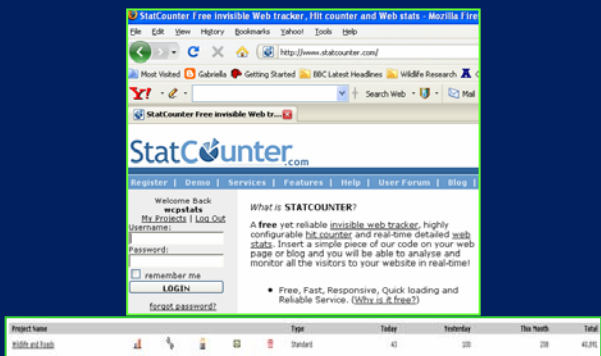 StatCounter Free invisible Web tracker, Hit counter and Web stats - Mozilla Fire
File Edit View History Bookmarks Yahoo! Tools Help
http://www.statcounter.com/
Most Visited Gabriella Getting Started BBC Latest Headlines Wildlife Research
Y! Search Web Mail
StatCounter Free invisible Web tr...
StatCounter.com
Register | Demo | Services | Features | Help | User Forum | Blog |
Welcome Back
wcpstats
My Projects | Log Out
Username:
Password:
remember me
LOGIN
forgot password?
What is STATCOUNTER?
A free yet reliable invisible web tracker, highly
configurable hit counter and real-time detailed web
stats. Insert a simple piece of our code on your web
page or blog and you will be able to analyse and
monitor all the visitors to your website in real-time!
Free, Fast, Responsive, Quick loading and
Reliable Service. (Why is it free?)
Project Name Type Today Yesterday This Month Total
Wildlife and Roads Standard 43 100 208 40,091